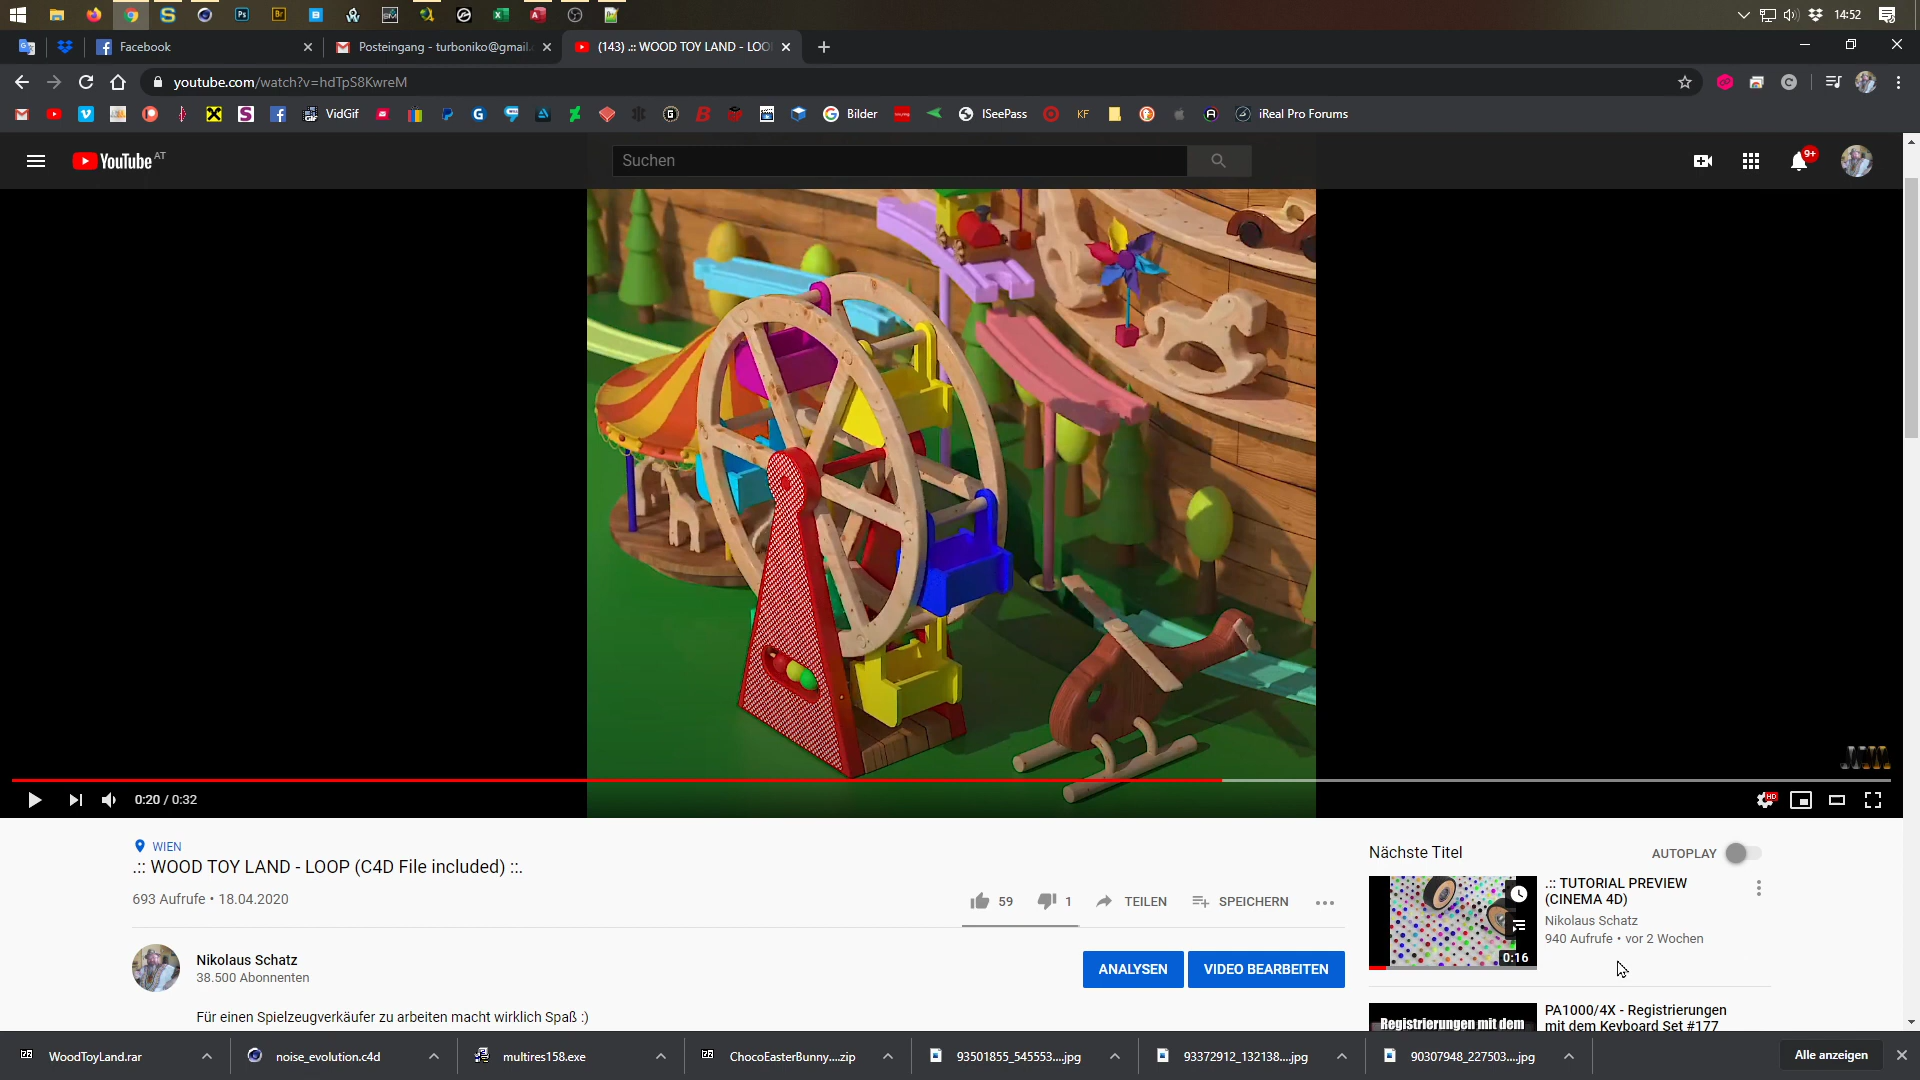 14:52
Facebook
Posteingang - turboniko@gmail.
(143) .:: WOOD TOY LAND - LOO
youtube.com/watch?v=hdTpS8KwreM
VidGif
Bilder
ISeePass
KF
iReal Pro Forums
YouTube AT
Suchen
9+
0:20 / 0:32
HD
WIEN
.:: WOOD TOY LAND - LOOP (C4D File included) ::.
693 Aufrufe • 18.04.2020
59
1
TEILEN
SPEICHERN
Nikolaus Schatz
38.500 Abonnenten
ANALYSEN
VIDEO BEARBEITEN
Für einen Spielzeugverkäufer zu arbeiten macht wirklich Spaß :)
Nächste Titel
AUTOPLAY
.:: TUTORIAL PREVIEW
(CINEMA 4D)
Nikolaus Schatz
940 Aufrufe • vor 2 Wochen
0:16
Registrierungen mit dem
PA1000/4X - Registrierungen
mit dem Keyboard Set #177
WoodToyLand.rar
noise_evolution.c4d
multires158.exe
ChocoEasterBunny....zip
93501855_545553....jpg
93372912_132138....jpg
90307948_227503....jpg
Alle anzeigen